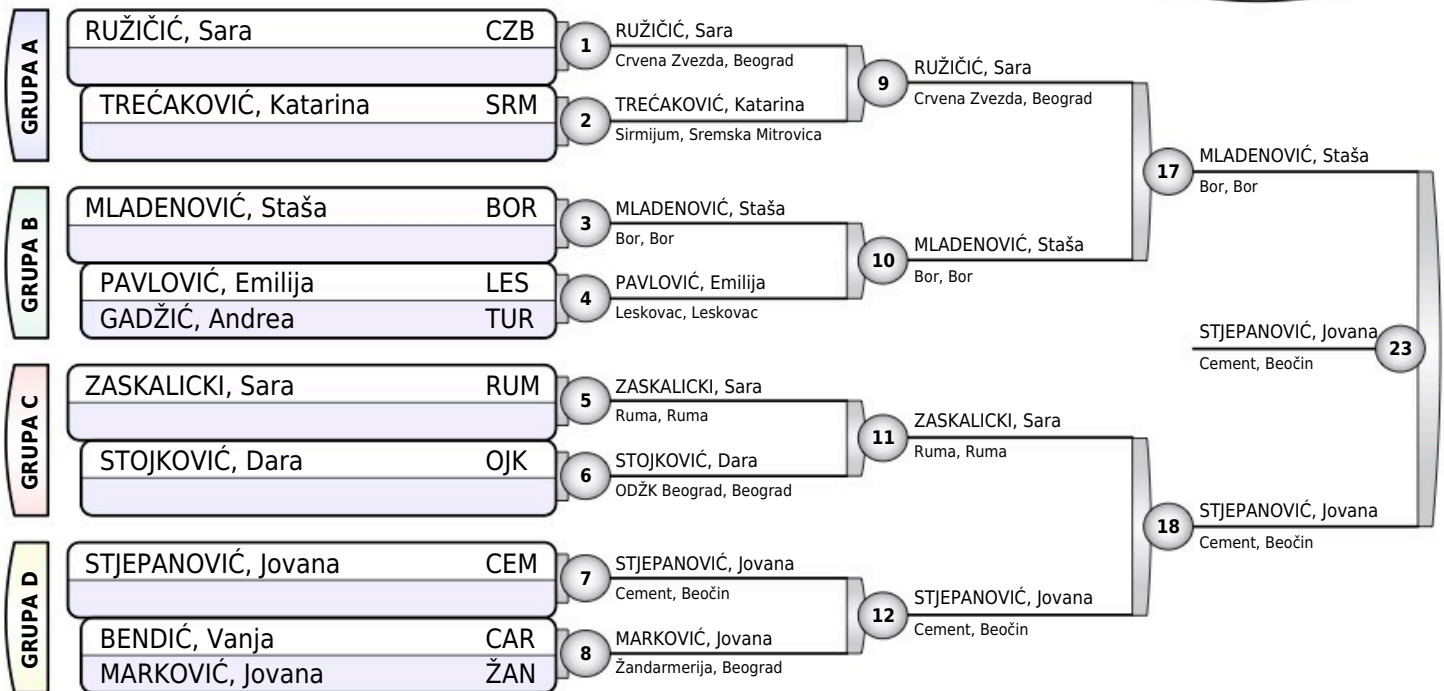 GRUPA A
RUŽIČIĆ, Sara CZB
TREĆAKOVIĆ, Katarina SRM
GRUPA B
MLADENOVIĆ, Staša BOR
PAVLOVIĆ, Emilija LES
GADŽIĆ, Andrea TUR
GRUPA C
ZASKALICKI, Sara RUM
STOJKOVIĆ, Dara OJK
GRUPA D
STJEPANOVIĆ, Jovana CEM
BENDIĆ, Vanja CAR
MARKOVIĆ, Jovana ŽAN
1
RUŽIČIĆ, Sara
Crvena Zvezda, Beograd
2
TREĆAKOVIĆ, Katarina
Sirmijum, Sremska Mitrovica
3
MLADENOVIĆ, Staša
Bor, Bor
4
PAVLOVIĆ, Emilija
Leskovac, Leskovac
5
ZASKALICKI, Sara
Ruma, Ruma
6
STOJKOVIĆ, Dara
ODŽK Beograd, Beograd
7
STJEPANOVIĆ, Jovana
Cement, Beočin
8
MARKOVIĆ, Jovana
Žandarmerija, Beograd
9
RUŽIČIĆ, Sara
Crvena Zvezda, Beograd
10
MLADENOVIĆ, Staša
Bor, Bor
11
ZASKALICKI, Sara
Ruma, Ruma
12
STJEPANOVIĆ, Jovana
Cement, Beočin
17
MLADENOVIĆ, Staša
Bor, Bor
18
STJEPANOVIĆ, Jovana
Cement, Beočin
STJEPANOVIĆ, Jovana
Cement, Beočin
23